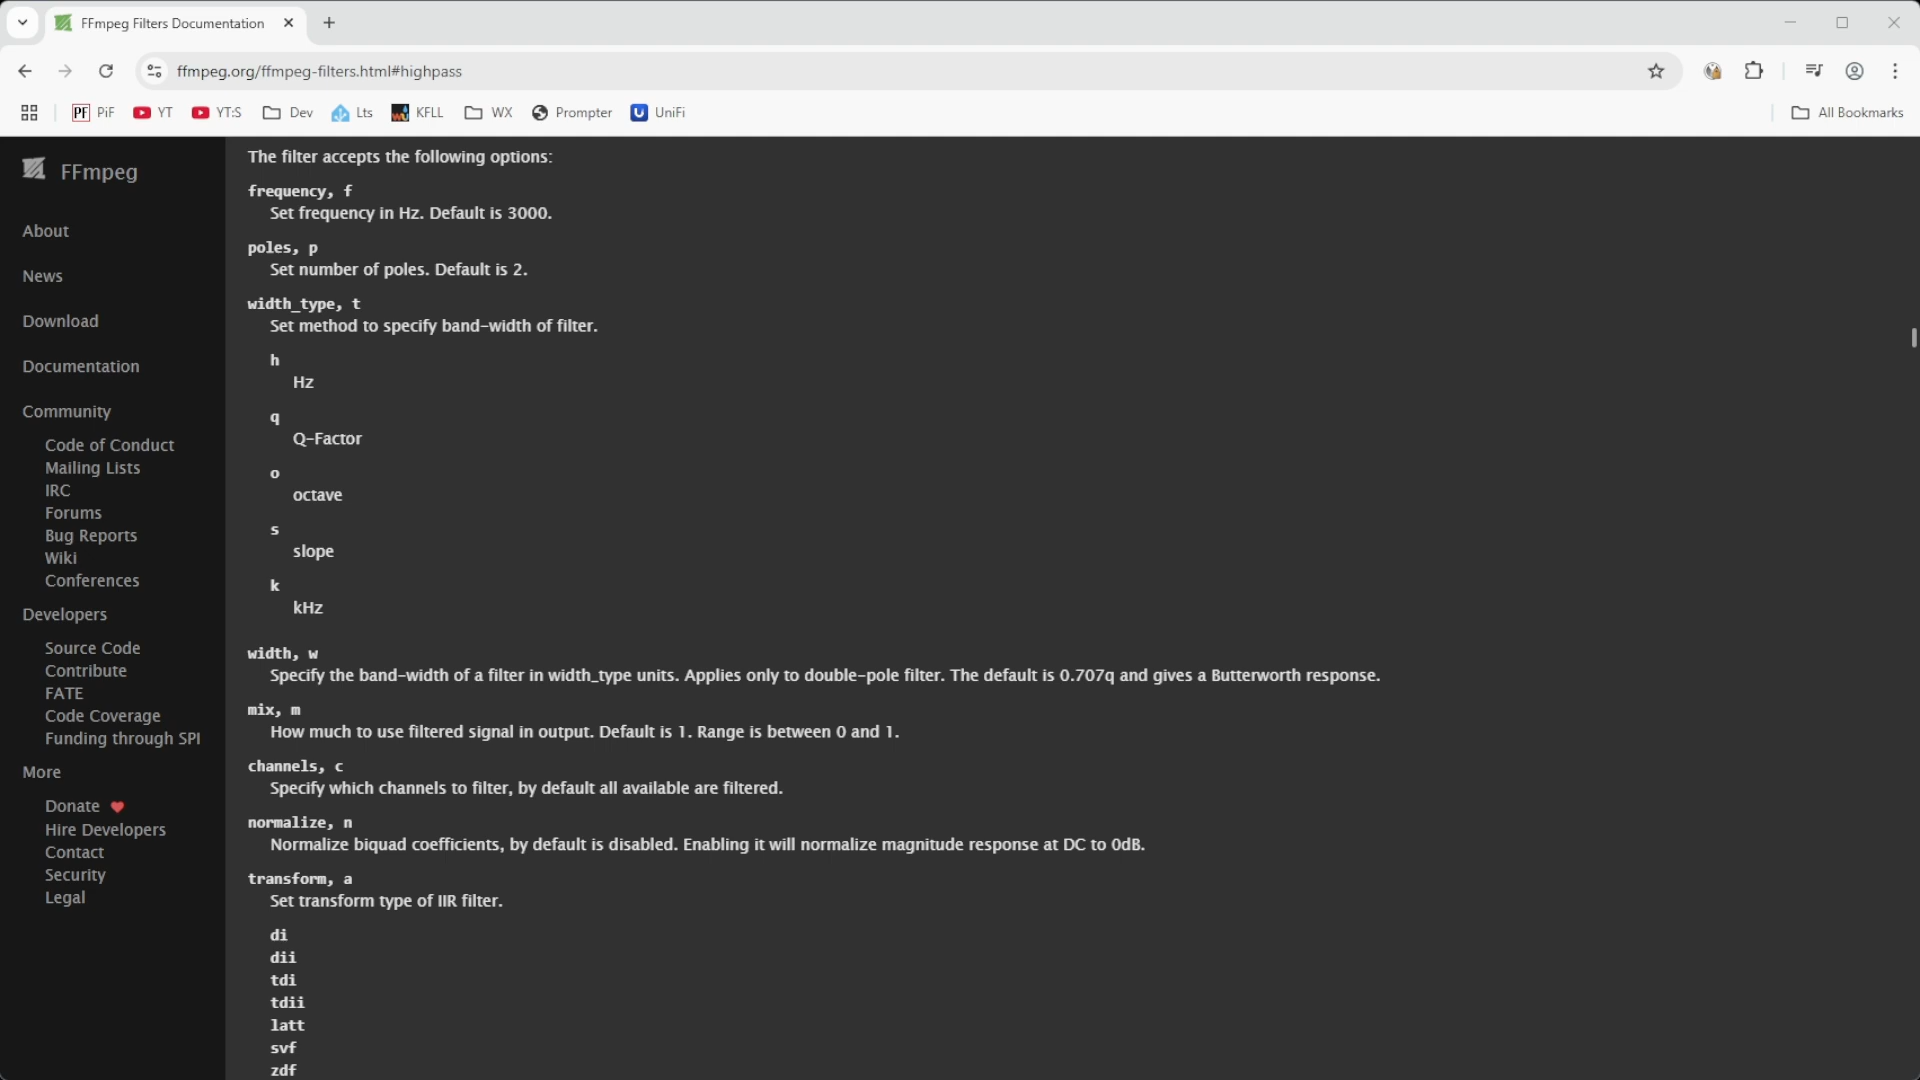 FFmpeg Filters Documentation
ffmpeg.org/ffmpeg-filters.html#highpass
PF PiF YT YT:S Dev Lts KFLL WX Prompter U UniFi All Bookmarks
FFmpeg
About
News
Download
Documentation
Community
Code of Conduct
Mailing Lists
IRC
Forums
Bug Reports
Wiki
Conferences
Developers
Source Code
Contribute
FATE
Code Coverage
Funding through SPI
More
Donate
Hire Developers
Contact
Security
Legal
The filter accepts the following options:
frequency, f
Set frequency in Hz. Default is 3000.
poles, p
Set number of poles. Default is 2.
width_type, t
Set method to specify band-width of filter.
h
Hz
q
Q-Factor
o
octave
s
slope
k
kHz
width, w
Specify the band-width of a filter in width_type units. Applies only to double-pole filter. The default is 0.707q and gives a Butterworth response.
mix, m
How much to use filtered signal in output. Default is 1. Range is between 0 and 1.
channels, c
Specify which channels to filter, by default all available are filtered.
normalize, n
Normalize biquad coefficients, by default is disabled. Enabling it will normalize magnitude response at DC to 0dB.
transform, a
Set transform type of IIR filter.
di
dii
tdi
tdii
latt
svf
zdf